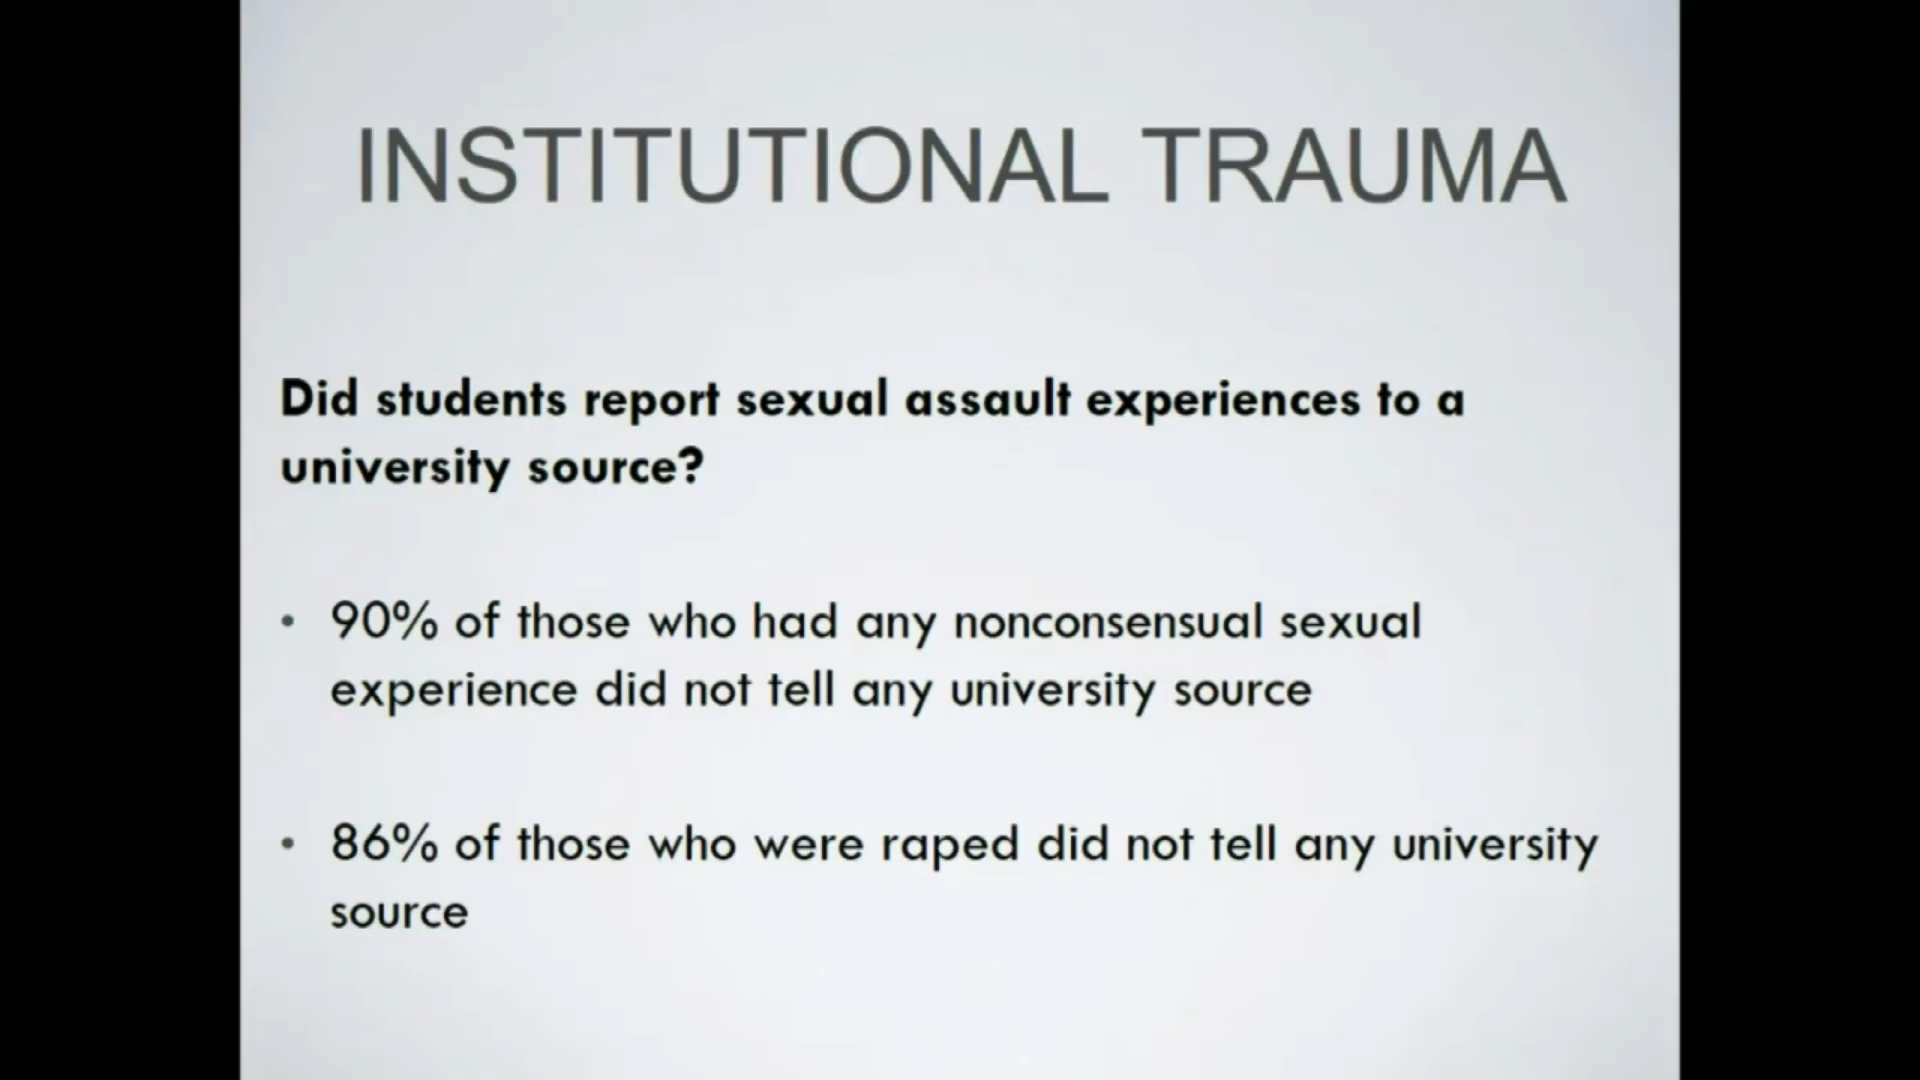 INSTITUTIONAL TRAUMA
Did students report sexual assault experiences to a
university source?
• 90% of those who had any nonconsensual sexual
experience did not tell any university source
• 86% of those who were raped did not tell any university
source